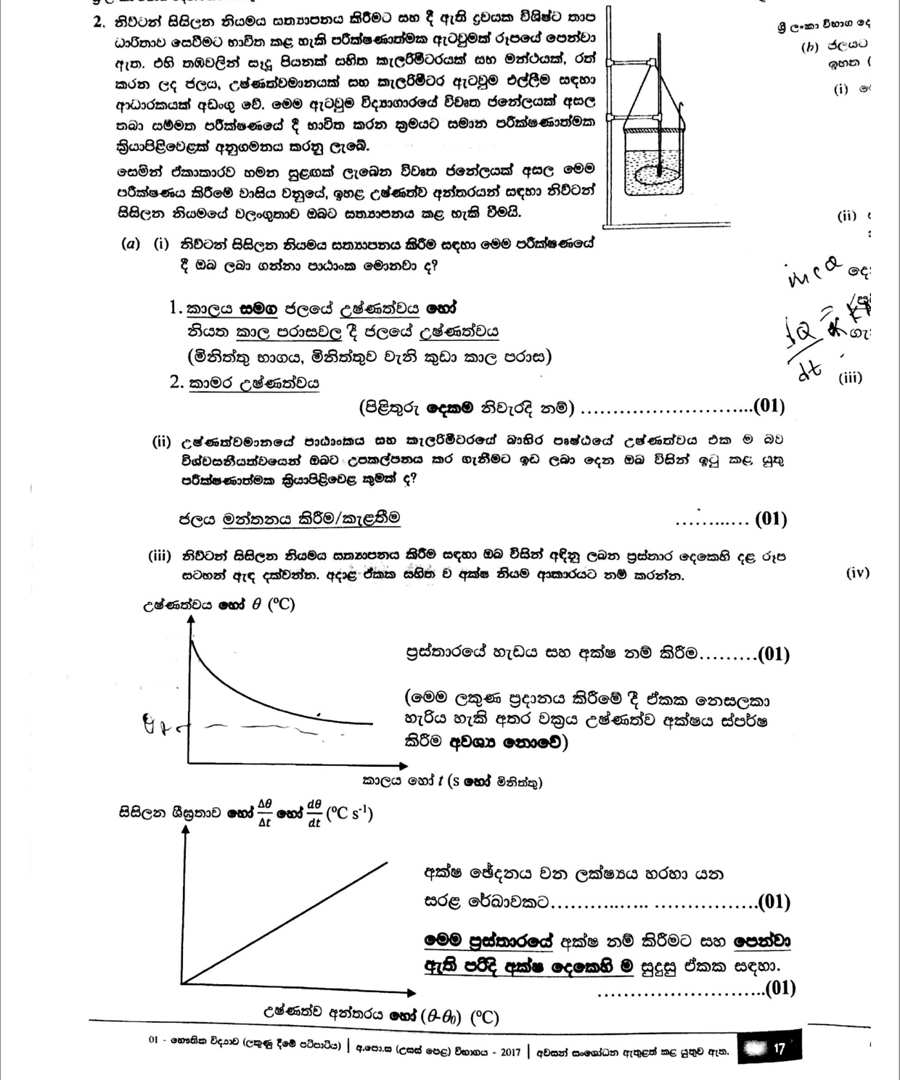 2. නිව්ටන් සිසිලන නියමය සත්‍යාපනය කිරීමට සහ දී ඇති ද්‍රවයක විශිෂ්ට තාප
ධාරිතාව සෙවීමට භාවිත කළ හැකි පරීක්ෂණාත්මක ඇටවුමක් රූපයේ පෙන්වා
ඇත. එහි තඹවලින් සෑදූ පියනක් සහිත කැලරිමීටරයක් සහ මන්ථයක්, රත්
කරන ලද ජලය, උෂ්ණත්වමානයක් සහ කැලරිමීටර ඇටවුම එල්ලීම සඳහා
ආධාරකයක් අඩංගු වේ. මෙම ඇටවුම විද්‍යාගාරයේ විවෘත ජනේලයක් අසල
තබා සම්මත පරීක්ෂණයේ දී භාවිත කරන ක්‍රමයට සමාන පරීක්ෂණාත්මක
ක්‍රියාපිළිවෙළක් අනුගමනය කරනු ලැබේ.
සෙමින් ඒකාකාරව හමන සුළඟක් ලැබෙන විවෘත ජනේලයක් අසල මෙම
පරීක්ෂණය කිරීමේ වාසිය වනුයේ, ඉහළ උෂ්ණත්ව අන්තරයන් සඳහා නිව්ටන්
සිසිලන නියමයේ වලංගුතාව ඔබට සත්‍යාපනය කළ හැකි වීමයි.
(a) (i) නිව්ටන් සිසිලන නියමය සත්‍යාපනය කිරීම සඳහා මෙම පරීක්ෂණයේ
දී ඔබ ලබා ගන්නා පාඨාංක මොනවා ද?
1. කාලය සමග ජලයේ උෂ්ණත්වය හෝ
නියත කාල පරාසවල දී ජලයේ උෂ්ණත්වය
(මිනිත්තු භාගය, මිනිත්තුව වැනි කුඩා කාල පරාස)
2. කාමර උෂ්ණත්වය
(පිළිතුරු දෙකම නිවැරදි නම්) ............................(01)
(ii) උෂ්ණත්වමානයේ පාඨාංකය සහ කැලරිමීටරයේ බාහිර පෘෂ්ඨයේ උෂ්ණත්වය එක ම බව
විශ්වසනීයත්වයෙන් ඔබට උපකල්පනය කර ගැනීමට ඉඩ ලබා දෙන ඔබ විසින් ඉටු කළ යුතු
පරීක්ෂණාත්මක ක්‍රියාපිළිවෙළ කුමක් ද?
ජලය මන්තනය කිරීම/කැළතීම ............ (01)
(iii) නිව්ටන් සිසිලන නියමය සත්‍යාපනය කිරීම සඳහා ඔබ විසින් අඳිනු ලබන ප්‍රස්තාර දෙකෙහි දළ රූප
සටහන් ඇඳ දක්වන්න. අදාළ ඒකක සහිත ව අක්ෂ නියම ආකාරයට නම් කරන්න.
උෂ්ණත්වය හෝ θ (⁰C)
ප්‍රස්තාරයේ හැඩය සහ අක්ෂ නම් කිරීම.........(01)
(මෙම ලකුණ ප්‍රදානය කිරීමේ දී ඒකක නොසලකා
හැරිය හැකි අතර වක්‍රය උෂ්ණත්ව අක්ෂය ස්පර්ෂ
කිරීම අවශ්‍ය නොවේ)
කාලය හෝ t (s හෝ මිනිත්තු)
සිසිලන ශීඝ්‍රතාව හෝ Δθ/Δt හෝ dθ/dt (⁰C s⁻¹)
අක්ෂ ඡේදනය වන ලක්ෂ්‍යය හරහා යන
සරළ රේඛාවකට.................................(01)
මෙම ප්‍රස්තාරයේ අක්ෂ නම් කිරීමට සහ පෙන්වා
ඇති පරිදි අක්ෂ දෙකෙහි ම සුදුසු ඒකක සඳහා.
............................(01)
උෂ්ණත්ව අන්තරය හෝ (θ-θ₀) (⁰C)
01 - භෞතික විද්‍යාව (ලකුණු දීමේ පටිපාටිය) | අ.පො.ස (උසස් පෙළ) විභාගය - 2017 | අවසන් සංශෝධන ඇතුළත් කළ යුතුව ඇත. 17
ශ්‍රී ලංකා විභාග දෙ
(b) ජලයට
ඉහත (
(i)
(ii)
(iii)
(iv)